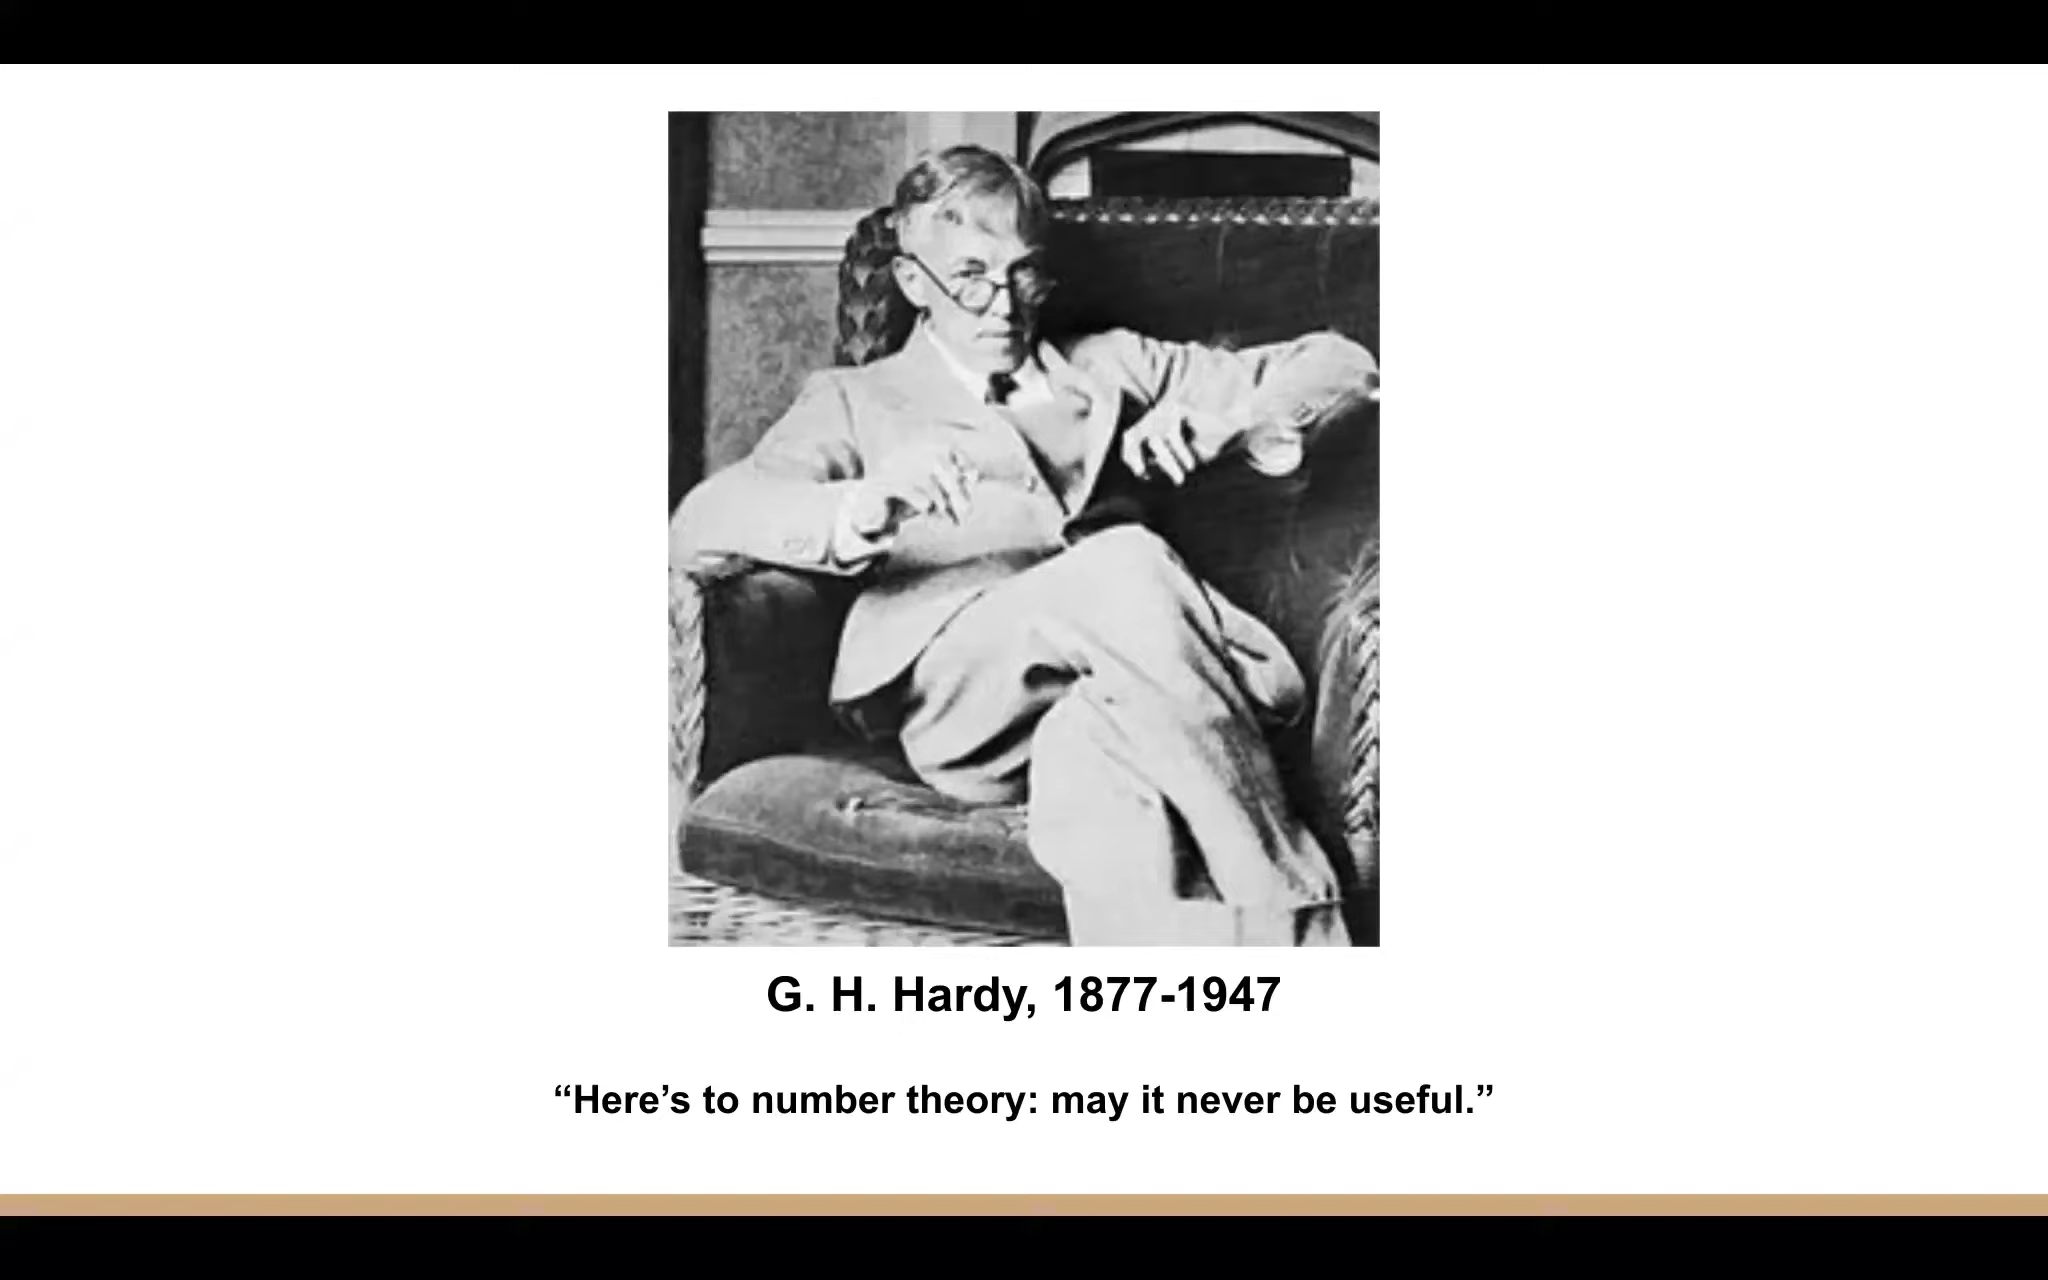 G. H. Hardy, 1877-1947
“Here’s to number theory: may it never be useful.”